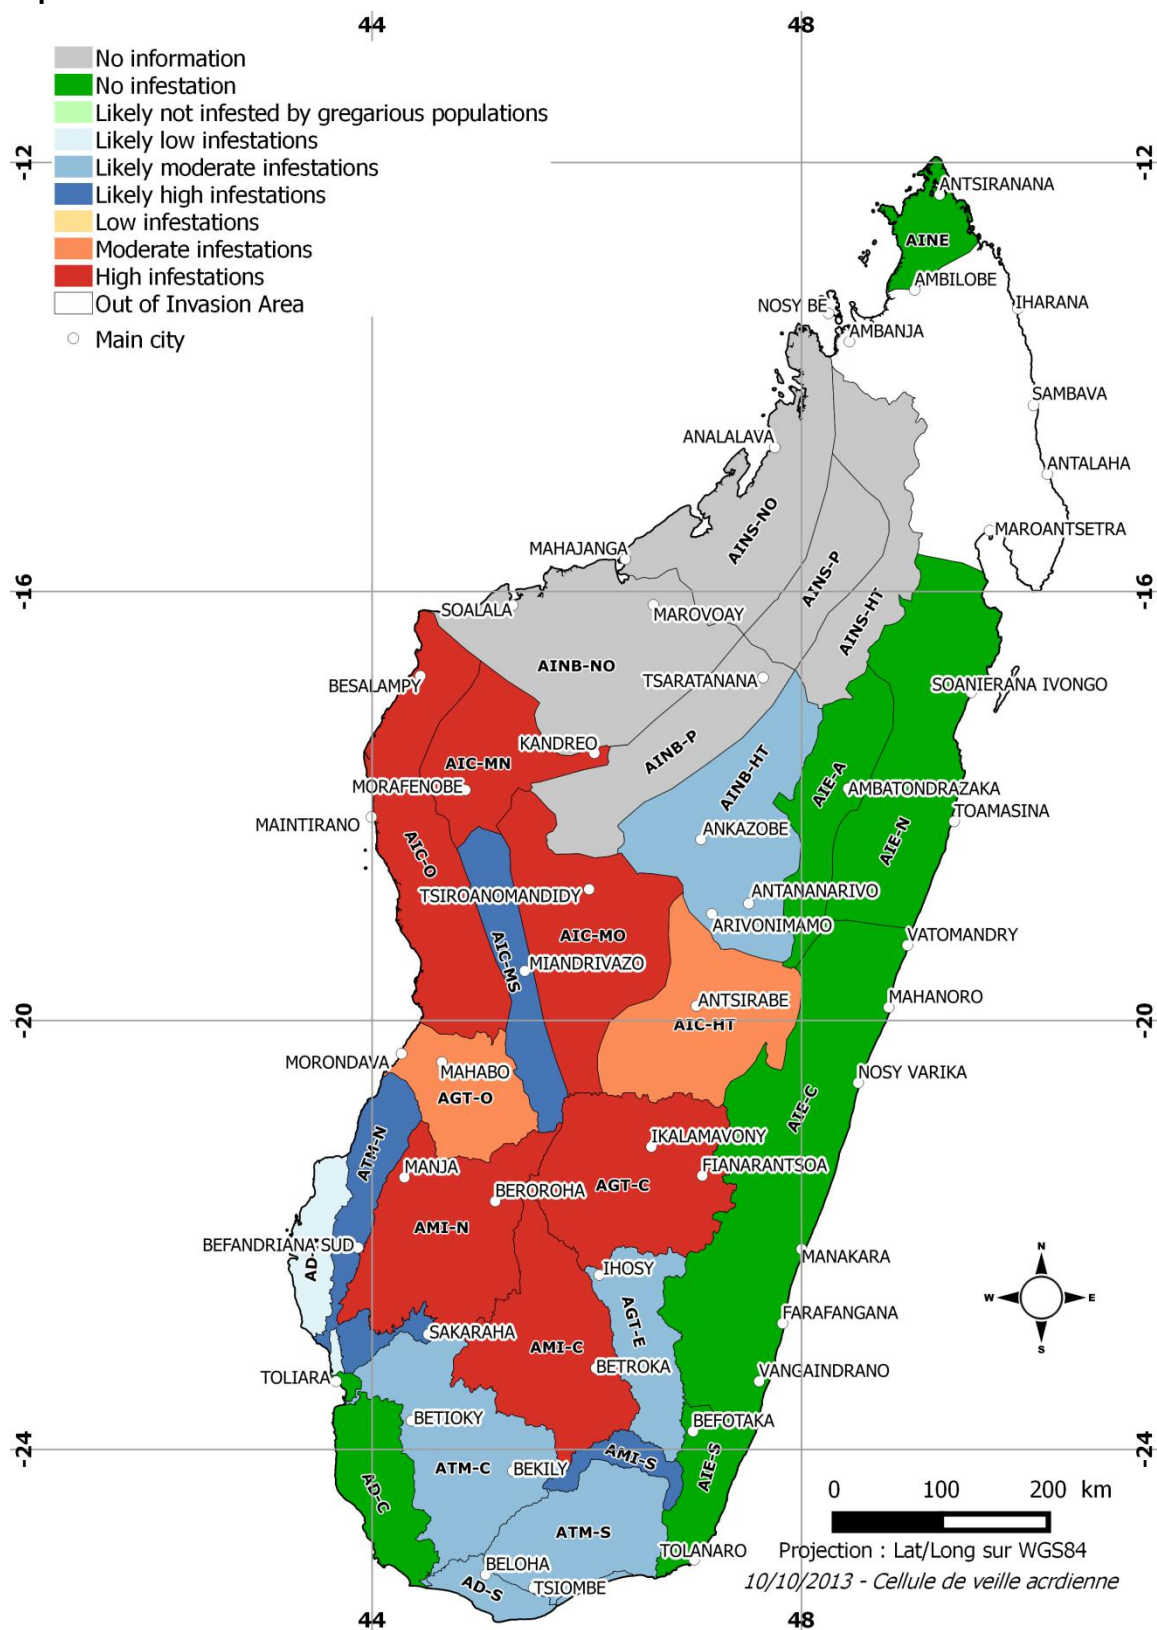 44
48
No information
No infestation
Likely not infested by gregarious populations
Likely low infestations
Likely moderate infestations
Likely high infestations
Low infestations
Moderate infestations
High infestations
Out of Invasion Area
Main city
-12
-12
ANTSIRANANA
AINE
AMBILOBE
NOSY BE
IHARANA
AMBANJA
SAMBAVA
ANALALAVA
ANTALAHA
AINS-NO
MAROANTSETRA
MAHAJANGA
AINS-P
-16
-16
SOALALA
MAROVOAY
AINS-HT
AINB-NO
BESALAMPY
TSARATANANA
SOANIERANA IVONGO
KANDREO
AINB-P
AIC-MN
AINB-HT
AIE-A
MORAFENOBE
AMBATONDRAZAKA
MAINTIRANO
TOAMASINA
ANKAZOBE
AIE-N
AIC-O
TSIROANOMANDIDY
ANTANANARIVO
ARIVONIMAMO
AIC-MO
VATOMANDRY
AIC-MS
MIANDRIVAZO
ANTSIRABE
MAHANORO
-20
-20
AIC-HT
MORONDAVA
MAHABO
NOSY VARIKA
AGT-O
AIE-C
ATM-N
IKALAMAVONY
MANJA
FIANARANTSOA
BEROROHA
AGT-C
AMI-N
BEFANDRIANA SUD
AD-
MANAKARA
N
IHOSY
W
E
AGT-E
FARAFANGANA
SAKARAHA
S
AMI-C
TOLIARA
BETROKA
VANGAINDRANO
BETIOKY
BEFOTAKA
-24
-24
AMI-S
ATM-C
BEKILY
AIE-S
AD-C
0 100 200 km
ATM-S
TOLANARO
Projection : Lat/Long sur WGS84
BELOHA
AD-S
TSIOMBE
10/10/2013 - Cellule de veille acrdienne
44
48